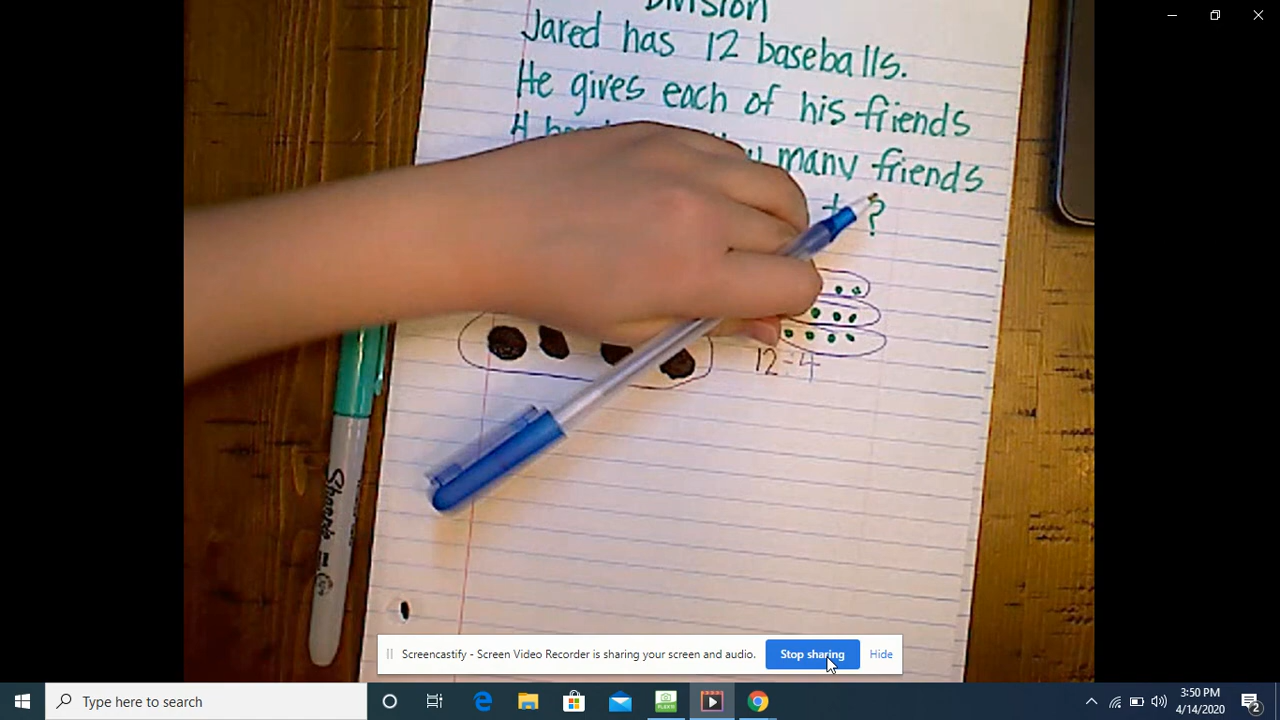 Division
Jared has 12 baseballs.
He gives each of his friends
4 many friends
?
12÷4
Sharpie
Screencastify - Screen Video Recorder is sharing your screen and audio.
Stop sharing
Hide
Type here to search
3:50 PM
4/14/2020
2